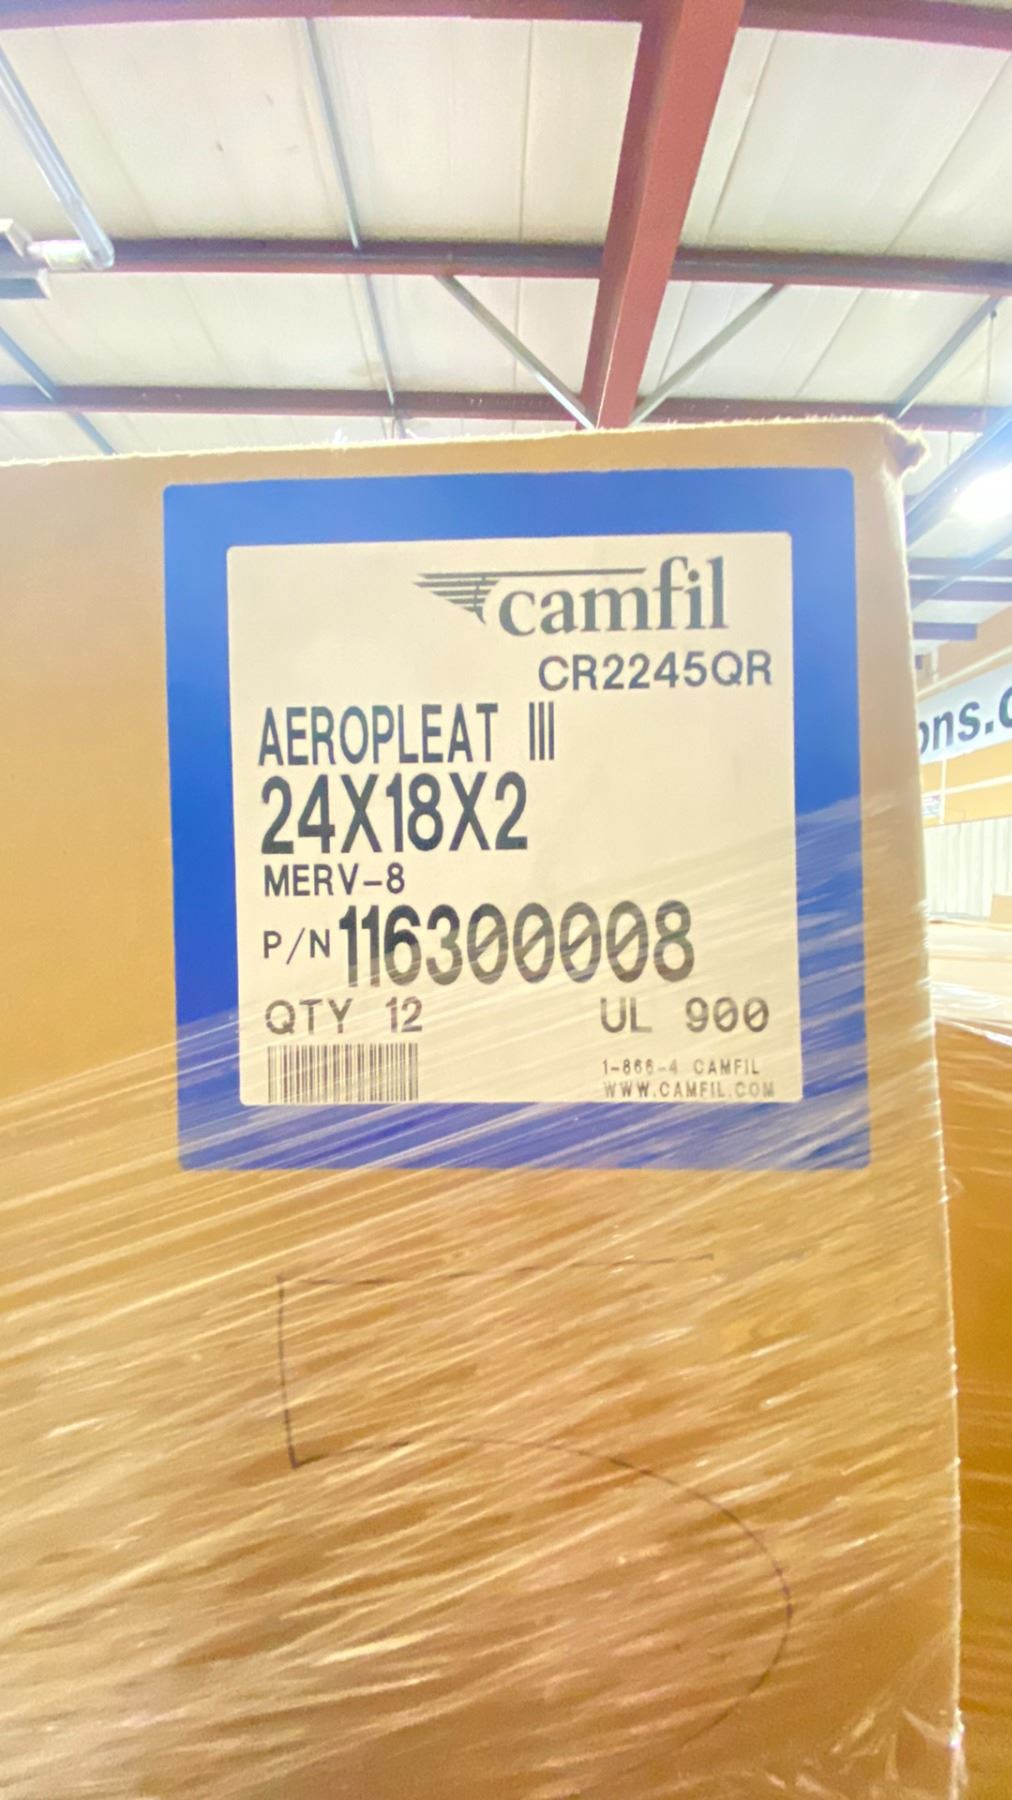 camfil
CR2245QR
AEROPLEAT III
24X18X2
MERV-8
P/N 116300008
QTY 12 UL 900
1-866-4 CAMFIL
WWW.CAMFIL.COM
5